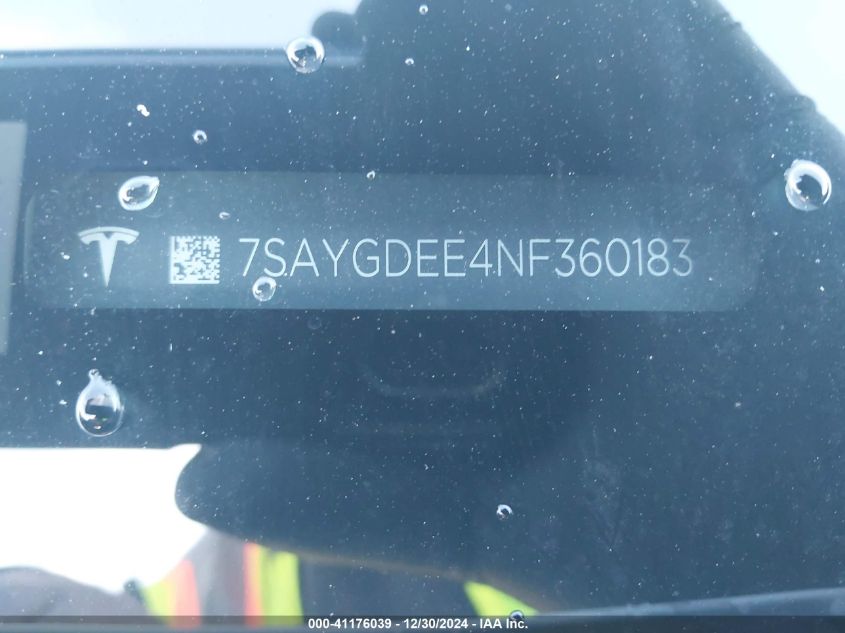 7SAYGDEE4NF360183
000-41176039 - 12/30/2024 - IAA Inc.